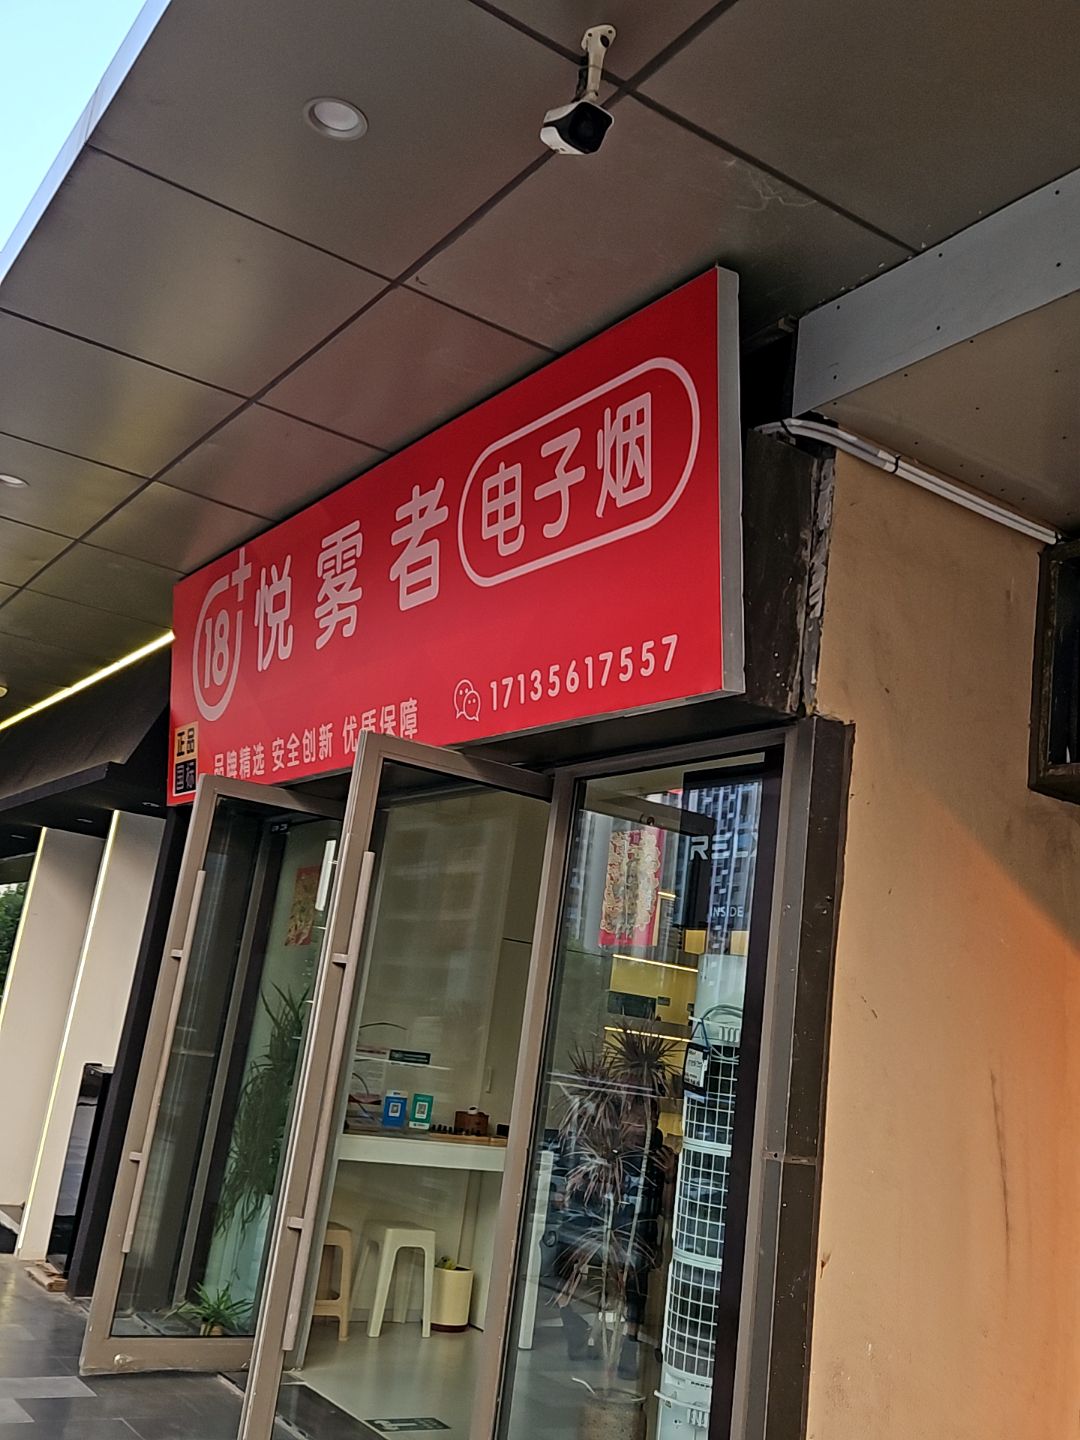 18+ 悦雾者 电子烟
17135617557
正品
国标
品牌精选 安全创新 优质保障
INSIDE